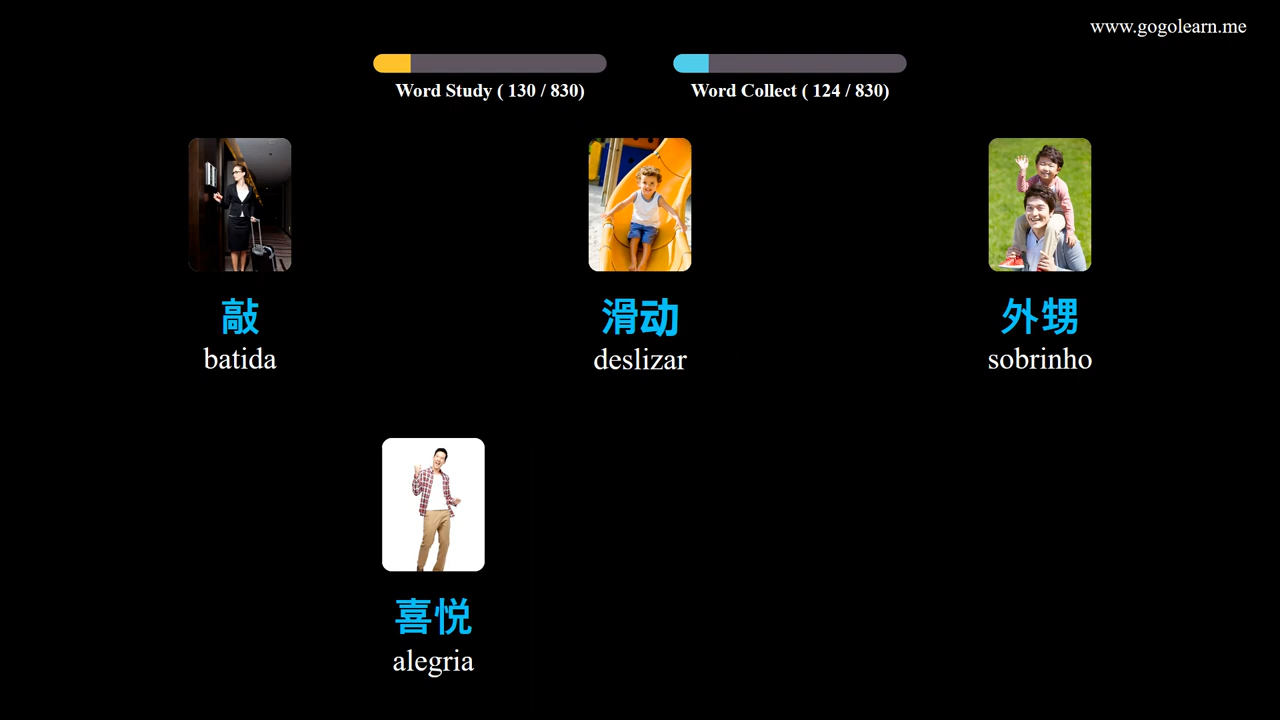 www.gogolearn.me
Word Study ( 130 / 830)
Word Collect ( 124 / 830)
敲
batida
滑动
deslizar
外甥
sobrinho
喜悦
alegria